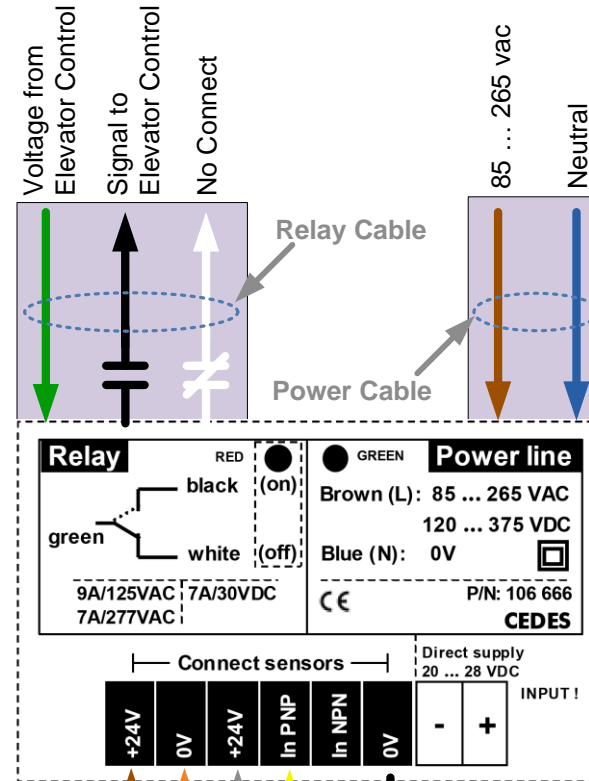 Voltage from
Elevator Control
Signal to
Elevator Control
No Connect
85 ... 265 vac
Neutral
Relay Cable
Power Cable
Relay
RED
black
(on)
green
white
(off)
9A/125VAC
7A/30VDC
7A/277VAC
GREEN
Power line
Brown (L): 85 ... 265 VAC
120 ... 375 VDC
Blue (N): 0V
CE
P/N: 106 666
CEDES
Connect sensors
Direct supply
20 ... 28 VDC
INPUT !
+24V
0V
+24V
In PNP
In NPN
0V
-
+